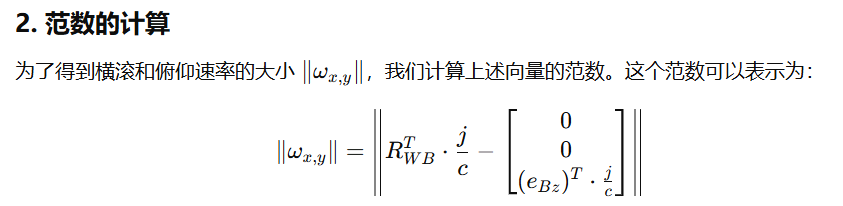 2. 范数的计算
为了得到横滚和俯仰速率的大小 $\|\omega_{x,y}\|$，我们计算上述向量的范数。这个范数可以表示为：
$$\|\omega_{x,y}\| = \left\| R_{WB}^T \cdot \frac{j}{c} - \begin{bmatrix} 0 \\ 0 \\ (e_{Bz})^T \cdot \frac{j}{c} \end{bmatrix} \right\|$$